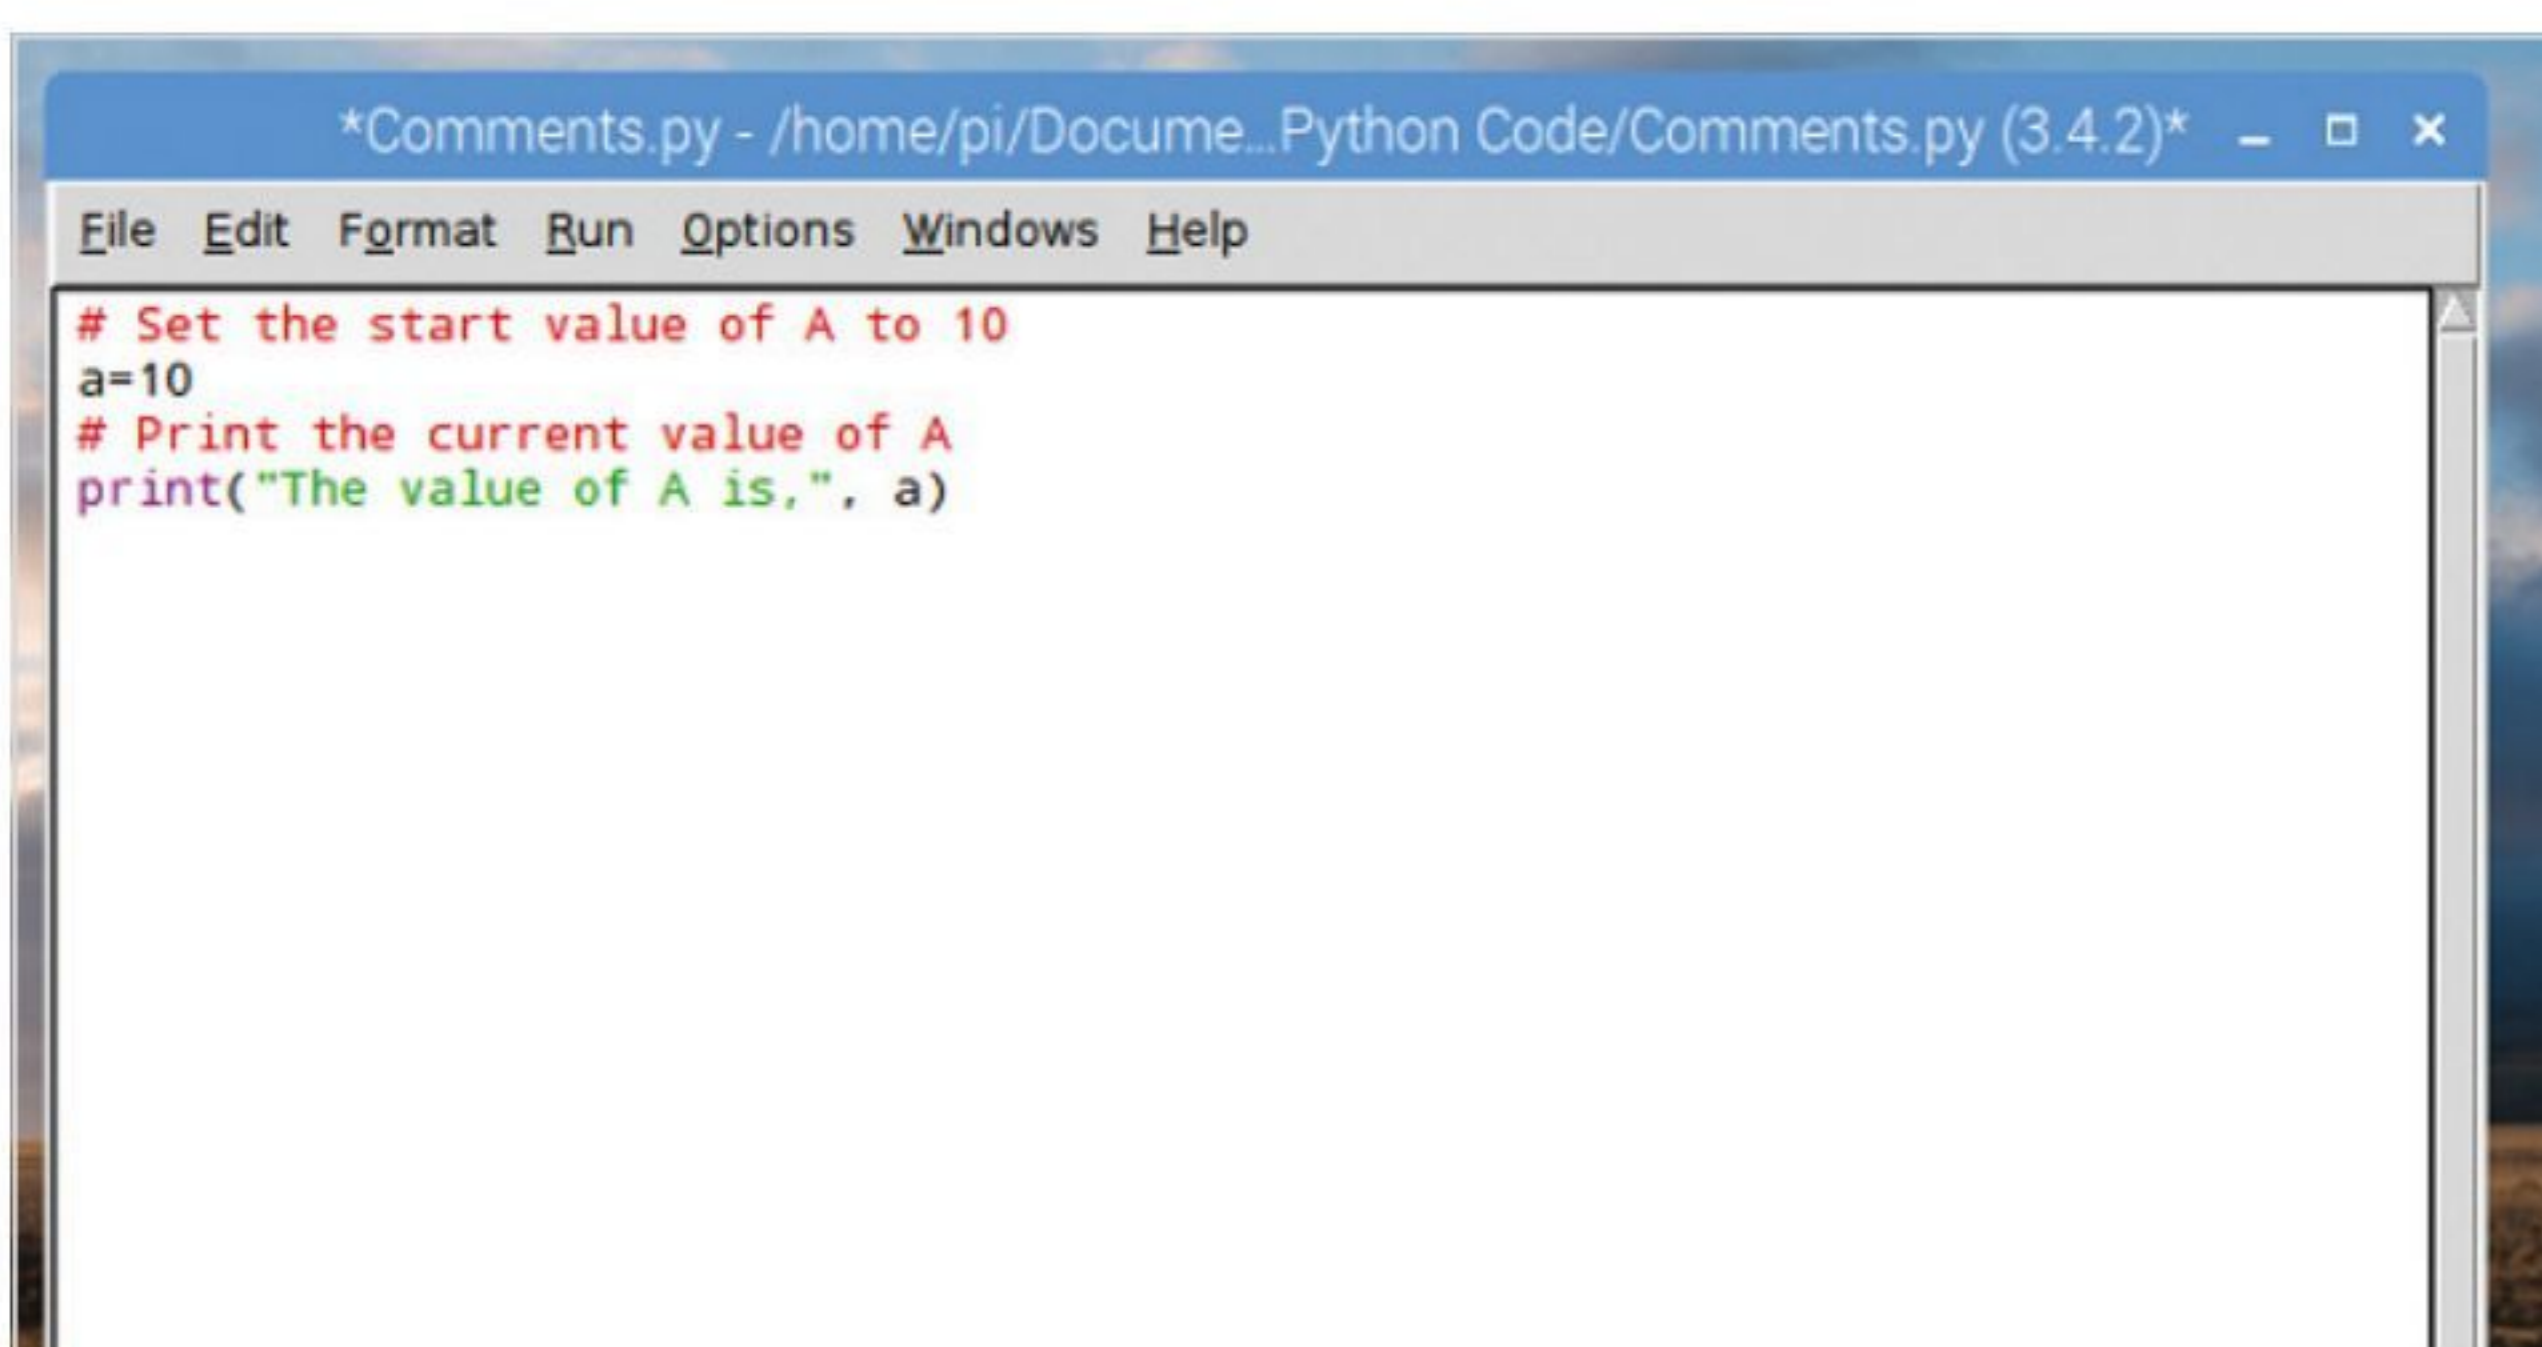 *Comments.py - /home/pi/Docume...Python Code/Comments.py (3.4.2)*
File Edit Format Run Options Windows Help
# Set the start value of A to 10
a=10
# Print the current value of A
print("The value of A is,", a)